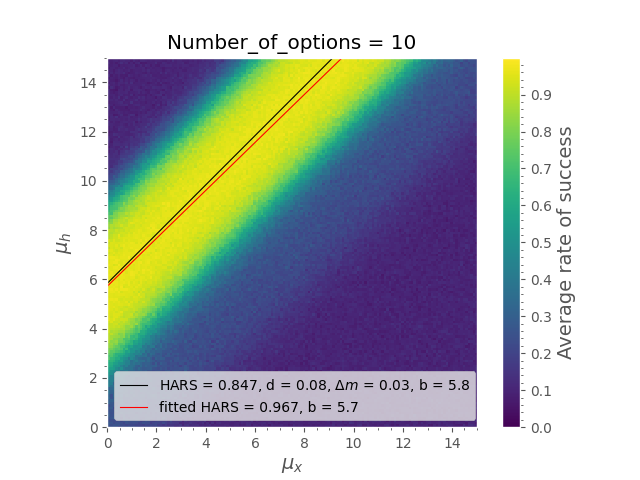 Number_of_options = 10
μh
14
12
10
8
6
4
2
0
HARS = 0.847, d = 0.08, Δm = 0.03, b = 5.8
fitted HARS = 0.967, b = 5.7
0 2 4 6 8 10 12 14
μx
0.9
0.8
0.7
0.6
0.5
0.4
0.3
0.2
0.1
0.0
Average rate of success